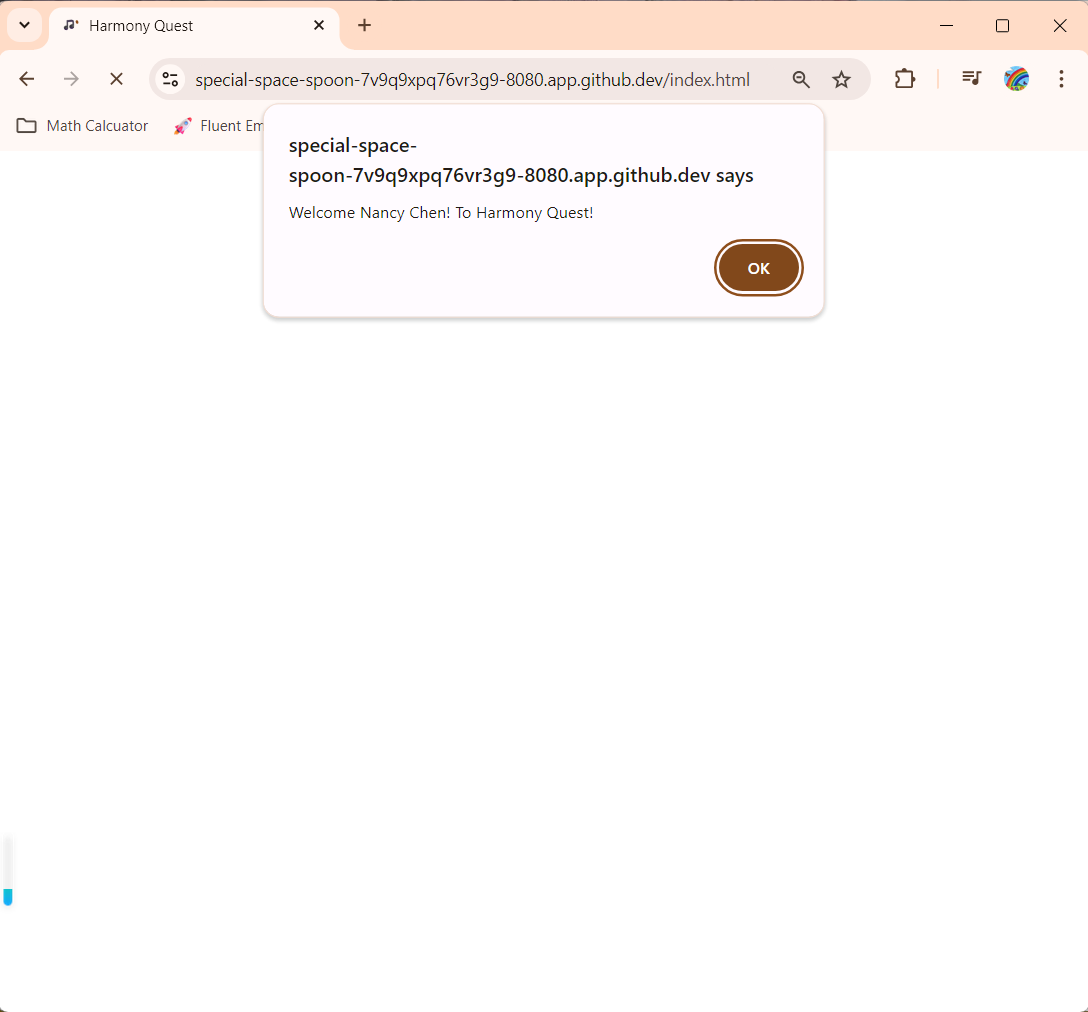 Harmony Quest
special-space-spoon-7v9q9xpq76vr3g9-8080.app.github.dev/index.html
Math Calcuator Fluent Em
special-space-
spoon-7v9q9xpq76vr3g9-8080.app.github.dev says
Welcome Nancy Chen! To Harmony Quest!
OK